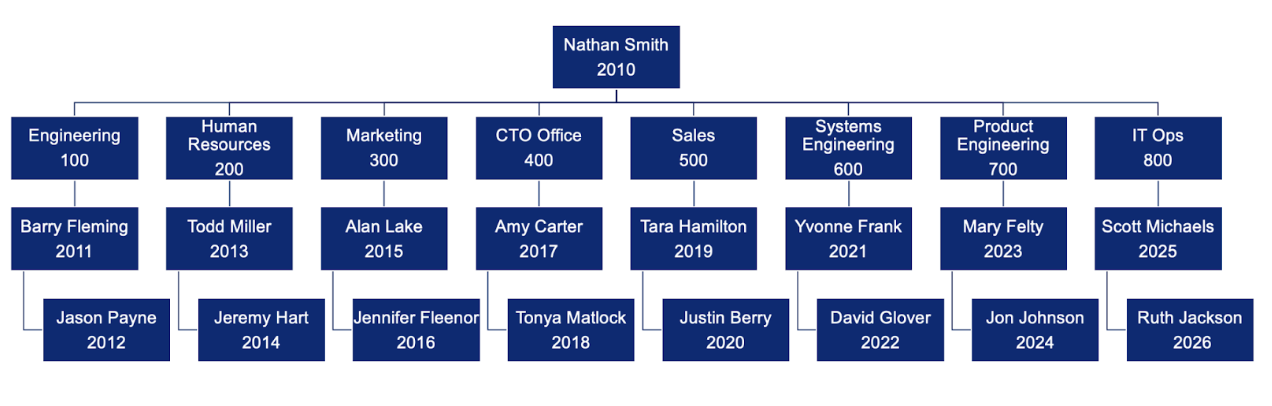 Nathan Smith
2010
Engineering
100
Human
Resources
200
Marketing
300
CTO Office
400
Sales
500
Systems
Engineering
600
Product
Engineering
700
IT Ops
800
Barry Fleming
2011
Todd Miller
2013
Alan Lake
2015
Amy Carter
2017
Tara Hamilton
2019
Yvonne Frank
2021
Mary Felty
2023
Scott Michaels
2025
Jason Payne
2012
Jeremy Hart
2014
Jennifer Fleenor
2016
Tonya Matlock
2018
Justin Berry
2020
David Glover
2022
Jon Johnson
2024
Ruth Jackson
2026